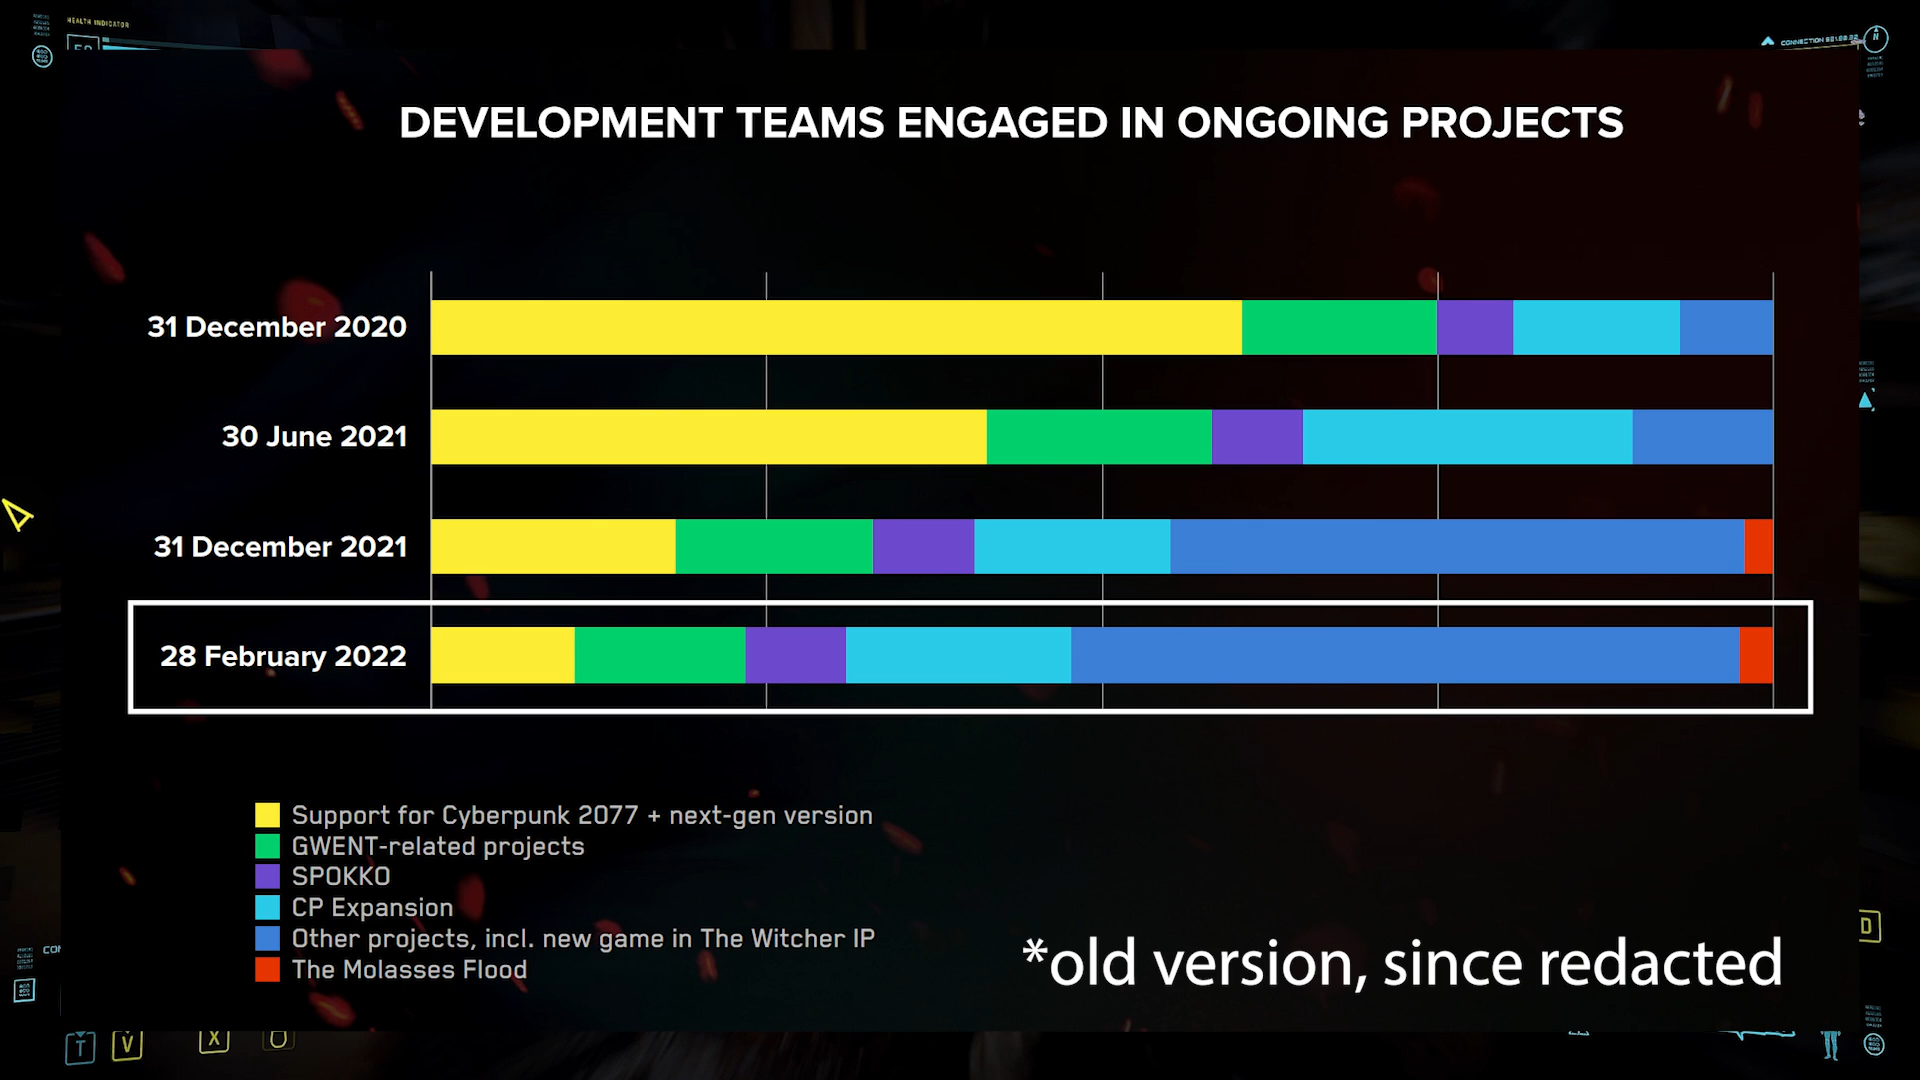 HEALTH INDICATOR
DEVELOPMENT TEAMS ENGAGED IN ONGOING PROJECTS
31 December 2020
30 June 2021
31 December 2021
28 February 2022
Support for Cyberpunk 2077 + next-gen version
GWENT-related projects
SPOKKO
CP Expansion
Other projects, incl. new game in The Witcher IP
The Molasses Flood
*old version, since redacted
N
D
T
V
X